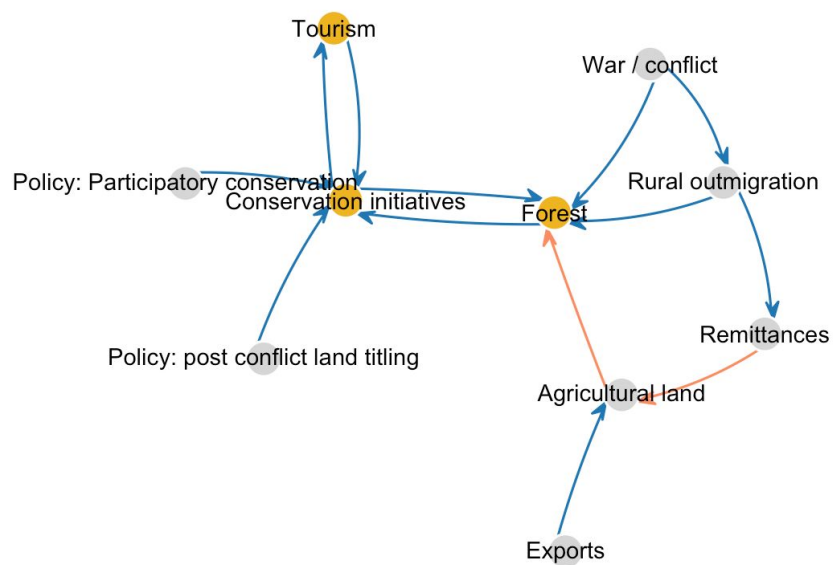 Tourism
War / conflict
Policy: Participatory conservation
Rural outmigration
Conservation initiatives
Forest
Remittances
Policy: post conflict land titling
Agricultural land
Exports